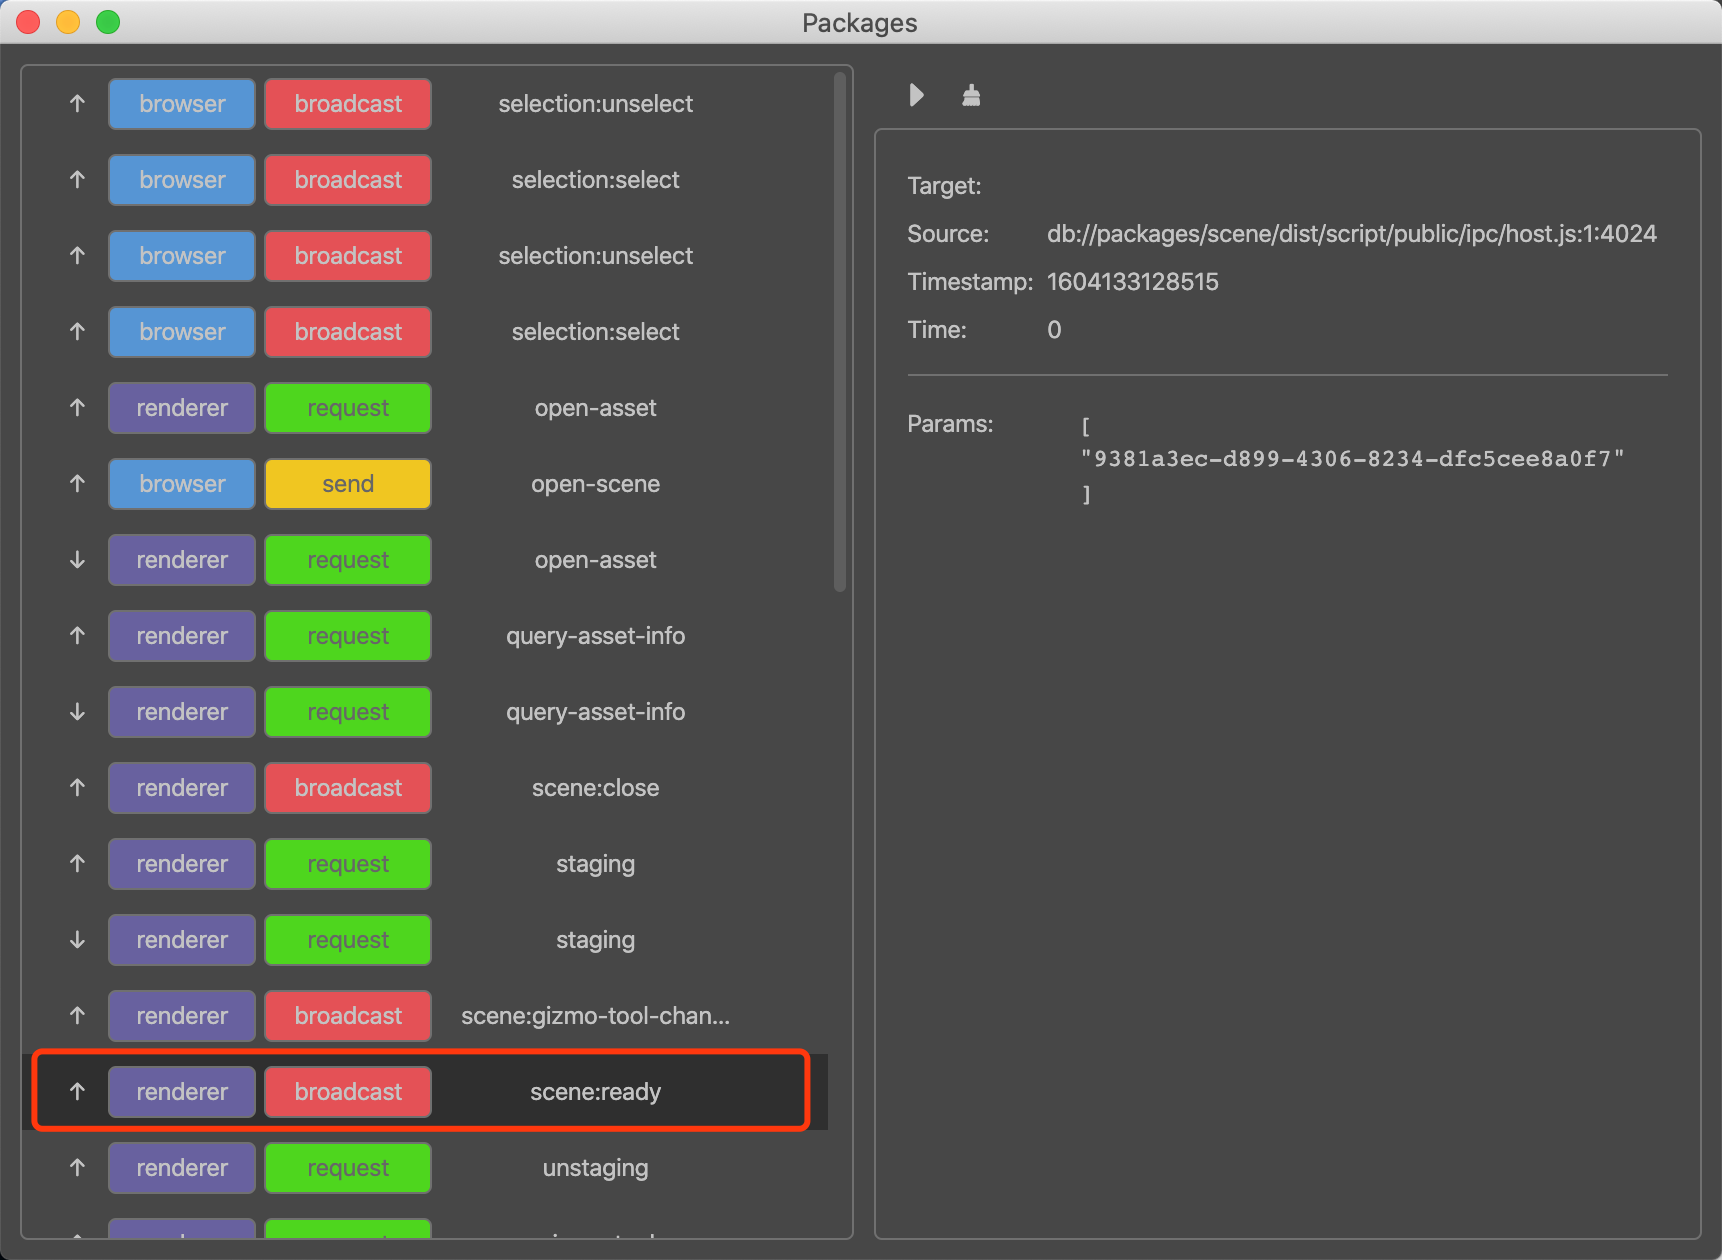 Packages
↑ browser broadcast selection:unselect
↑ browser broadcast selection:select
↑ browser broadcast selection:unselect
↑ browser broadcast selection:select
↑ renderer request open-asset
↑ browser send open-scene
↓ renderer request open-asset
↑ renderer request query-asset-info
↓ renderer request query-asset-info
↑ renderer broadcast scene:close
↑ renderer request staging
↓ renderer request staging
↑ renderer broadcast scene:gizmo-tool-chan...
↑ renderer broadcast scene:ready
↑ renderer request unstaging
Target:
Source: db://packages/scene/dist/script/public/ipc/host.js:1:4024
Timestamp: 1604133128515
Time: 0
Params: [
"9381a3ec-d899-4306-8234-dfc5cee8a0f7"
]